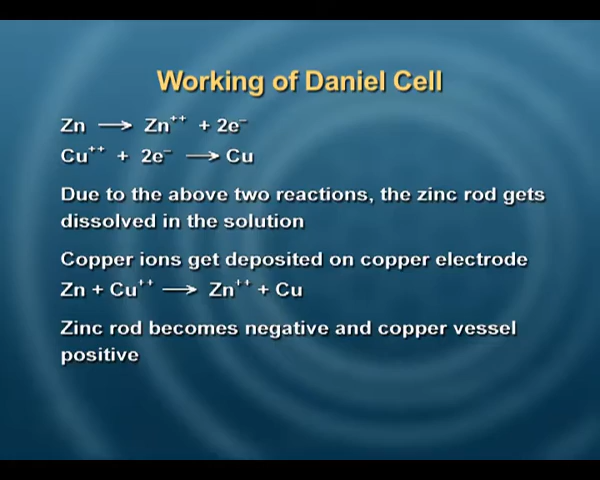 Working of Daniel Cell
Zn ⟶ Zn⁺⁺ + 2e⁻
Cu⁺⁺ + 2e⁻ ⟶ Cu
Due to the above two reactions, the zinc rod gets
dissolved in the solution
Copper ions get deposited on copper electrode
Zn + Cu⁺⁺ ⟶ Zn⁺⁺ + Cu
Zinc rod becomes negative and copper vessel
positive